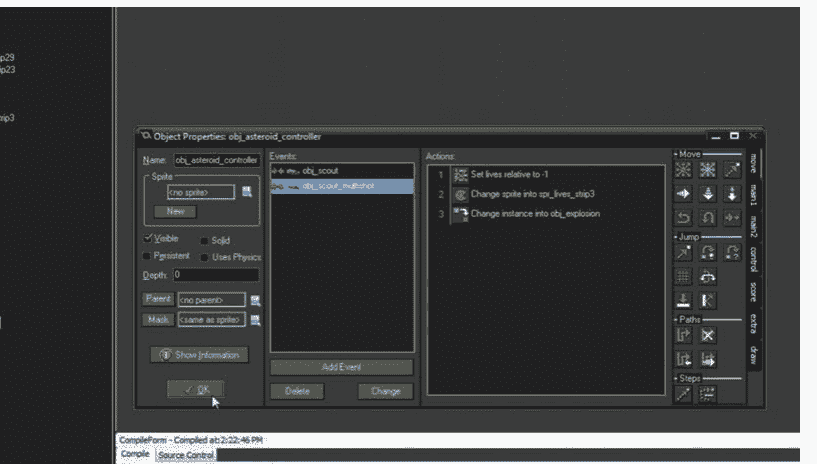 p29
p23
rip3
Object Properties: obj_asteroid_controller
Name: obj_asteroid_controller
Sprite
<no sprite>
New
Visible
Solid
Persistent
Uses Physics
Depth: 0
Parent <no parent>
Mask <same as sprite>
Show Information
OK
Events:
obj_scout
obj_scout_multishot
Add Event
Delete
Change
Actions:
1 Set lives relative to -1
2 Change sprite into spr_lives_strip3
3 Change instance into obj_explosion
Move
Jump
Paths
Steps
move
main1
main2
control
score
extra
draw
CompileForm - Compiled at: 2:22:46 PM
Compile
Source Control